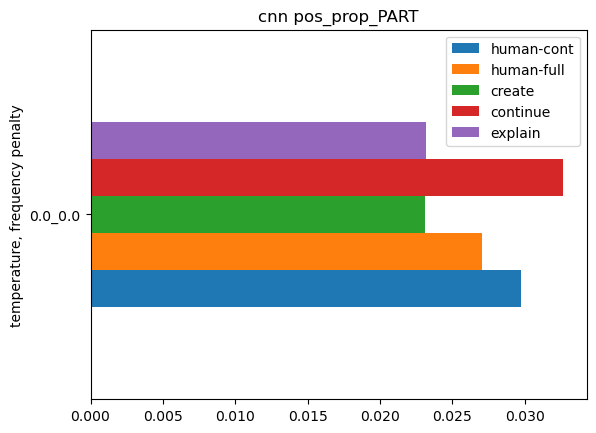 cnn pos_prop_PART
human-cont
human-full
create
continue
explain
temperature, frequency penalty
0.0_0.0
0.000 0.005 0.010 0.015 0.020 0.025 0.030